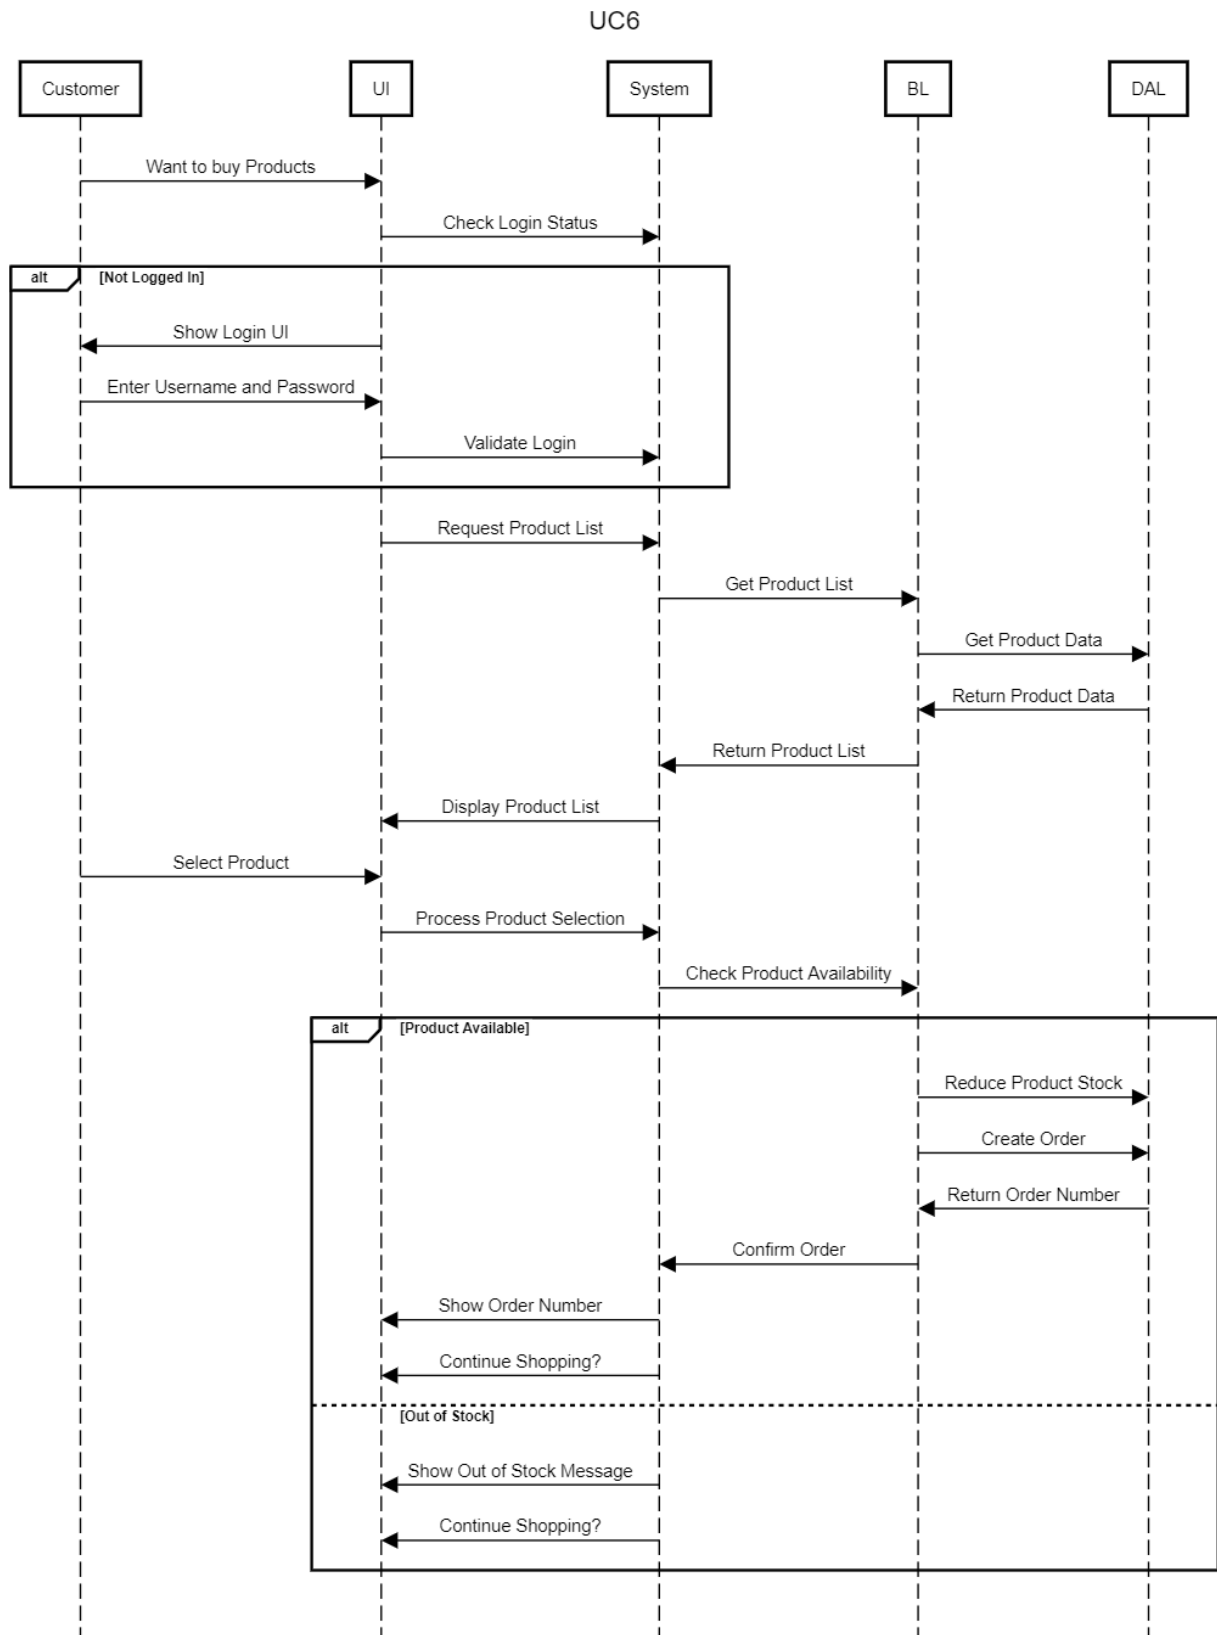 UC6
Customer
UI
System
BL
DAL
Want to buy Products
Check Login Status
alt
[Not Logged In]
Show Login UI
Enter Username and Password
Validate Login
Request Product List
Get Product List
Get Product Data
Return Product Data
Return Product List
Display Product List
Select Product
Process Product Selection
Check Product Availability
alt
[Product Available]
Reduce Product Stock
Create Order
Return Order Number
Confirm Order
Show Order Number
Continue Shopping?
[Out of Stock]
Show Out of Stock Message
Continue Shopping?